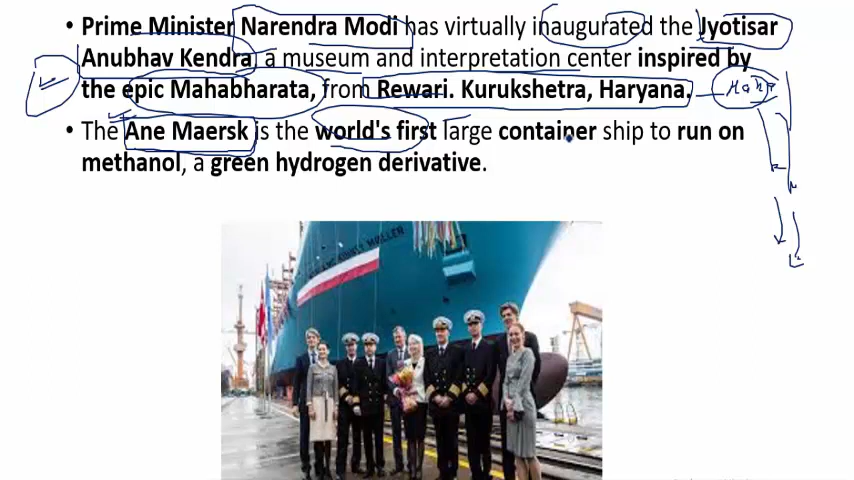 • Prime Minister Narendra Modi has virtually inaugurated the Jyotisar
Anubhav Kendra, a museum and interpretation center inspired by
the epic Mahabharata, from Rewari. Kurukshetra, Haryana.
• The Ane Maersk is the world's first large container ship to run on
methanol, a green hydrogen derivative.